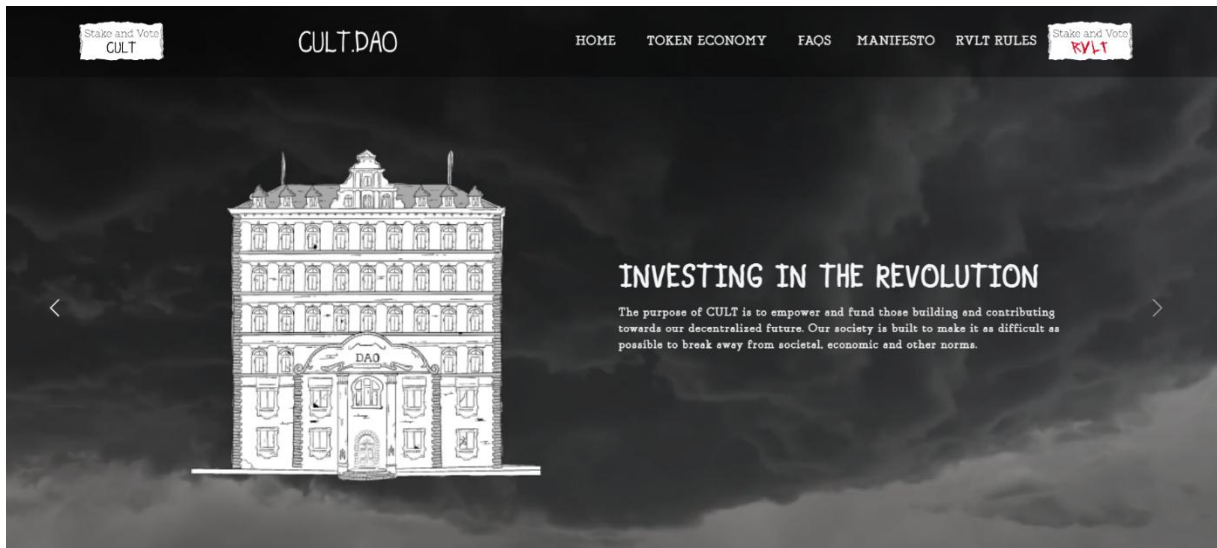 Stake and Vote
CULT
CULT.DAO
HOME TOKEN ECONOMY FAQS MANIFESTO RVLT RULES
Stake and Vote
RVLT
DAO
INVESTING IN THE REVOLUTION
The purpose of CULT is to empower and fund those building and contributing
towards our decentralized future. Our society is built to make it as difficult as
possible to break away from societal, economic and other norms.